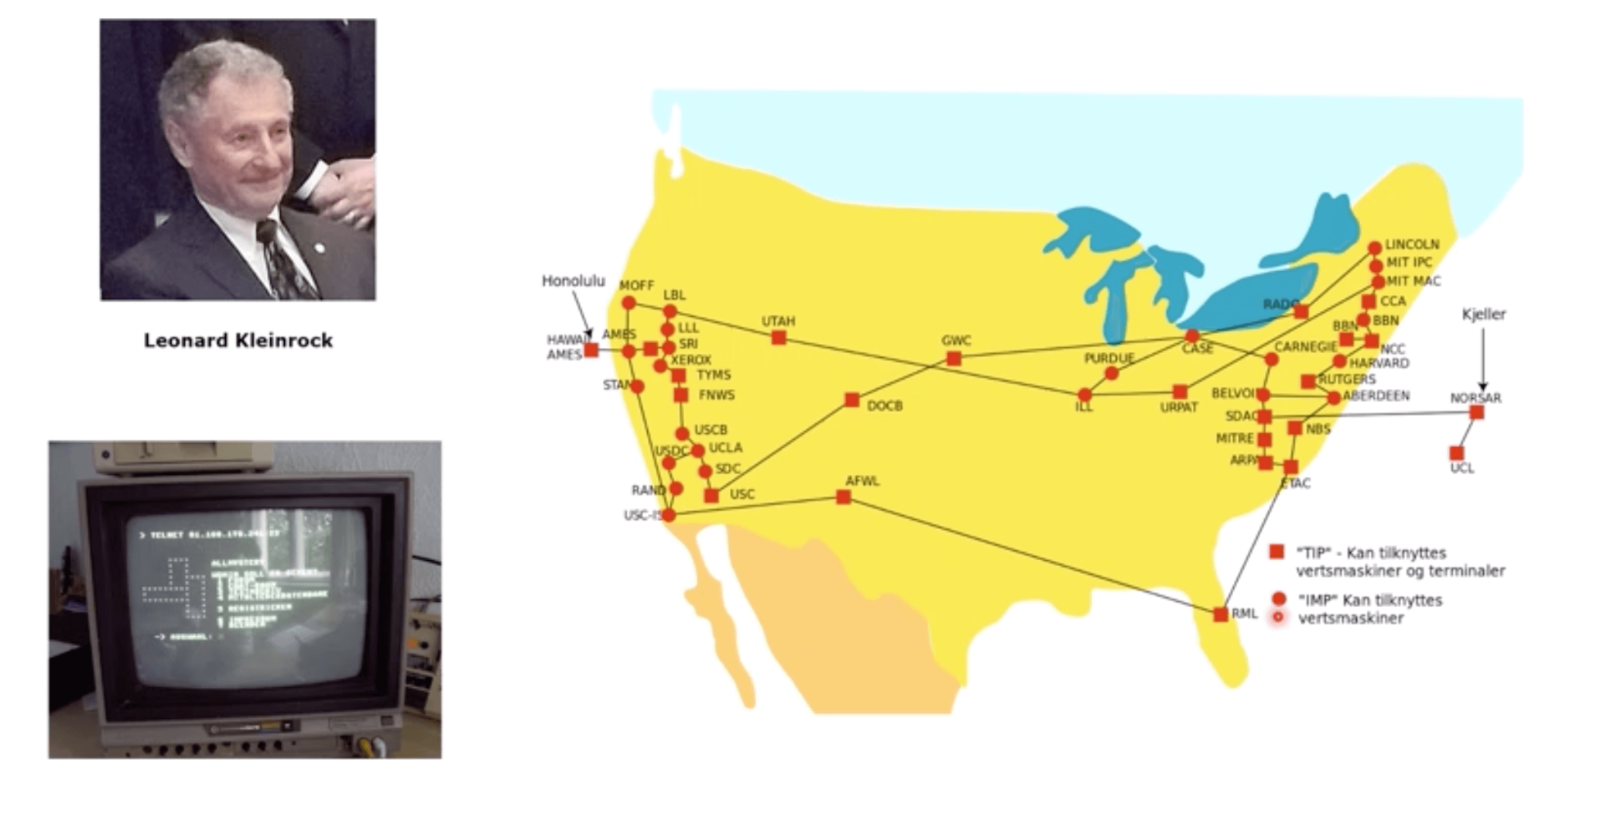 Leonard Kleinrock
> TELNET
Honolulu
MOFF
LBL
HAWAII
AMES
AMES
LLL
SRI
XEROX
TYMS
STAN
FNWS
USCB
USDC
UCLA
SDC
RAND
USC
USC-IS
UTAH
GWC
DOCB
AFWL
PURDUE
ILL
URPAT
CASE
RADC
LINCOLN
MIT IPC
MIT MAC
CCA
BBN
BBN
NCC
CARNEGIE
HARVARD
RUTGERS
BELVOI
ABERDEEN
SDAC
NBS
MITRE
ARPA
ETAC
RML
Kjeller
NORSAR
UCL
"TIP" - Kan tilknyttes
vertsmaskiner og terminaler
"IMP" Kan tilknyttes
vertsmaskiner